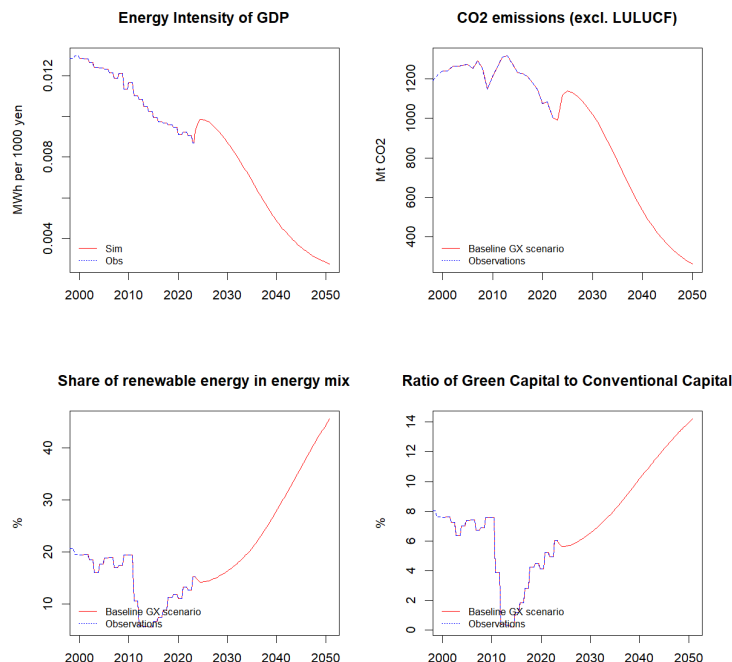 Energy Intensity of GDP
MWh per 1000 yen
0.012
0.008
0.004
Sim
Obs
2000 2010 2020 2030 2040 2050
CO2 emissions (excl. LULUCF)
Mt CO2
1200
1000
800
600
400
Baseline GX scenario
Observations
2000 2010 2020 2030 2040 2050
Share of renewable energy in energy mix
%
40
30
20
10
Baseline GX scenario
Observations
2000 2010 2020 2030 2040 2050
Ratio of Green Capital to Conventional Capital
%
14
12
10
8
6
4
2
0
Baseline GX scenario
Observations
2000 2010 2020 2030 2040 2050